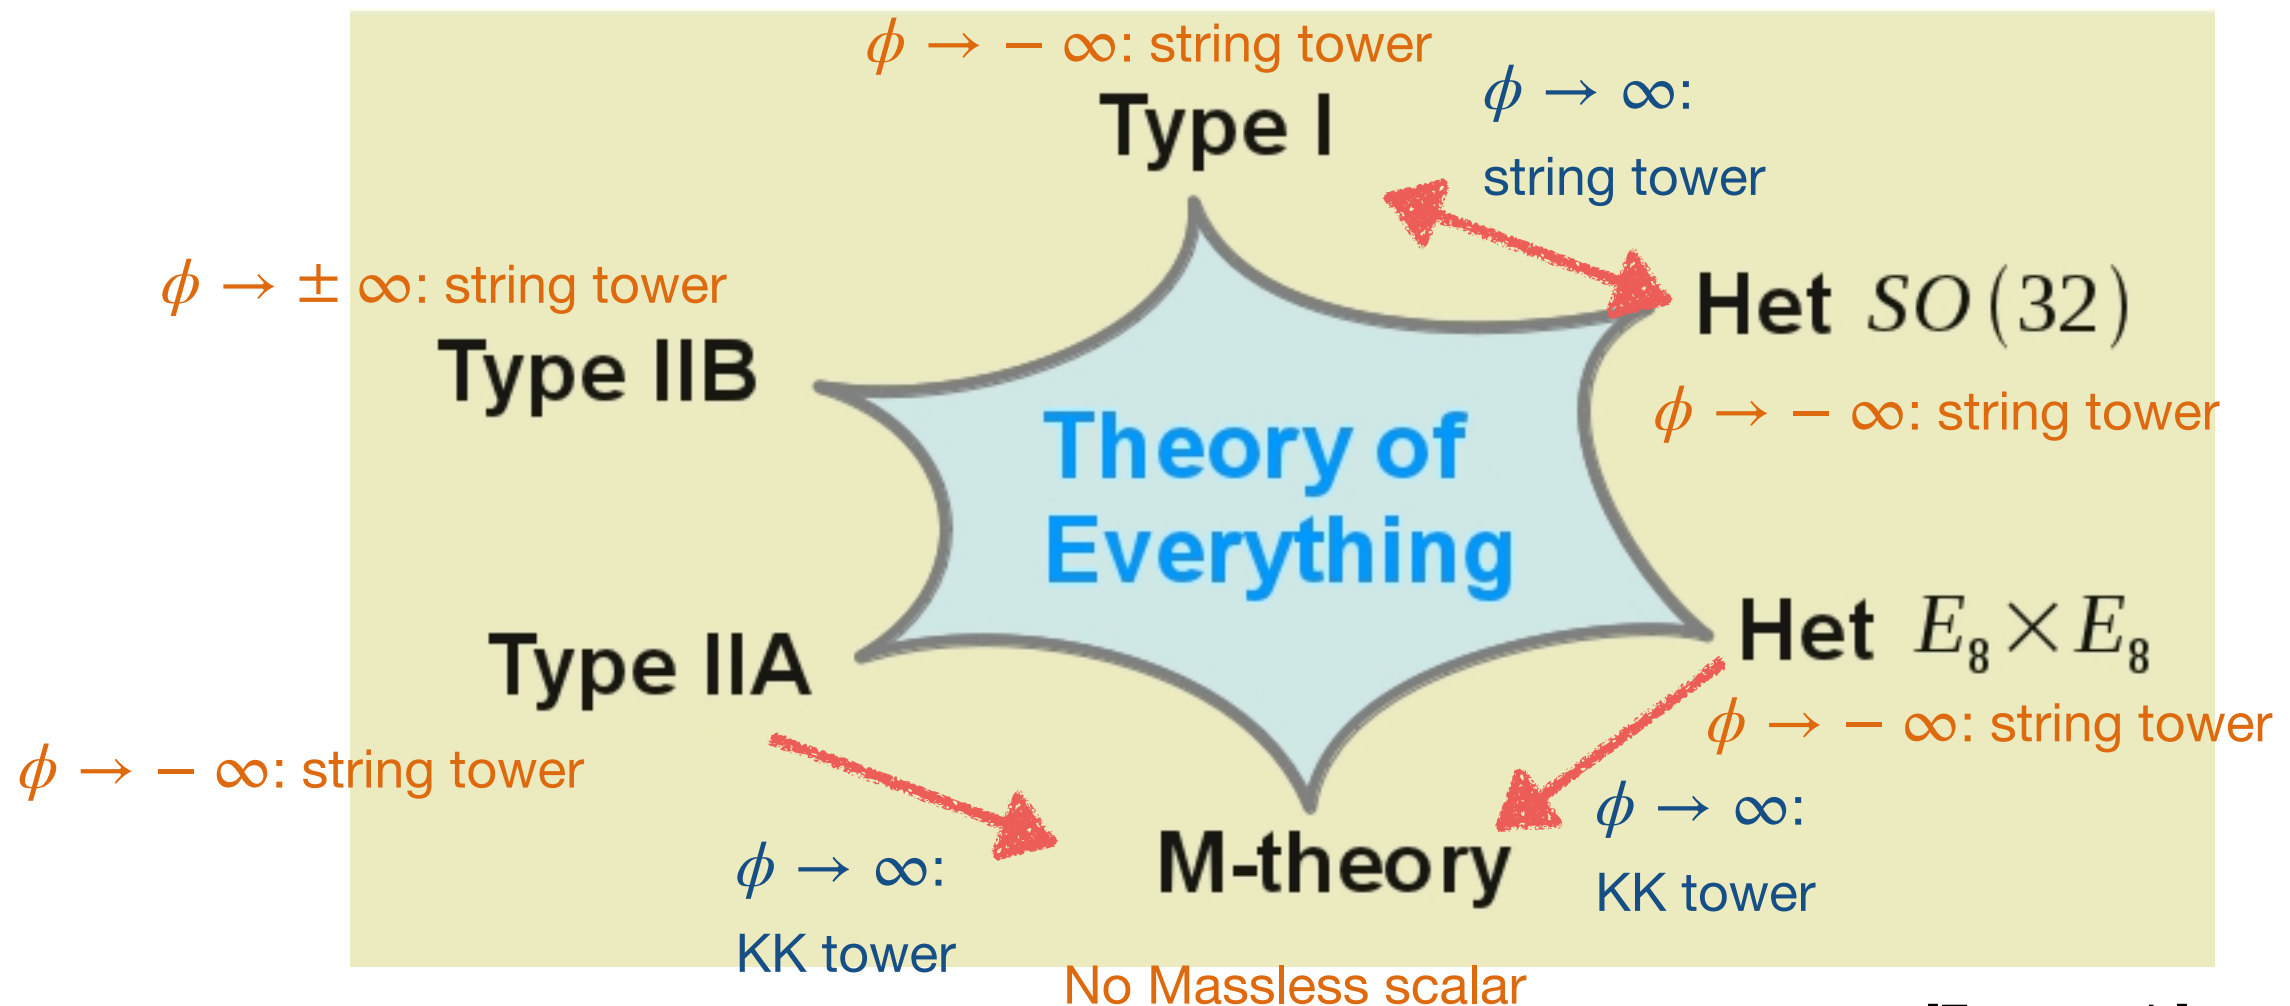 ϕ → − ∞: string tower
Type I
ϕ → ∞:
string tower
ϕ → ± ∞: string tower
Type IIB
Het SO(32)
ϕ → − ∞: string tower
Theory of
Everything
Type IIA
ϕ → − ∞: string tower
Het E₈×E₈
ϕ → − ∞: string tower
ϕ → ∞:
KK tower
M-theory
ϕ → ∞:
KK tower
No Massless scalar